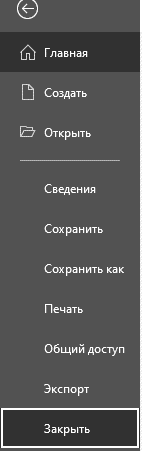 Главная
Создать
Открыть
Сведения
Сохранить
Сохранить как
Печать
Общий доступ
Экспорт
Закрыть